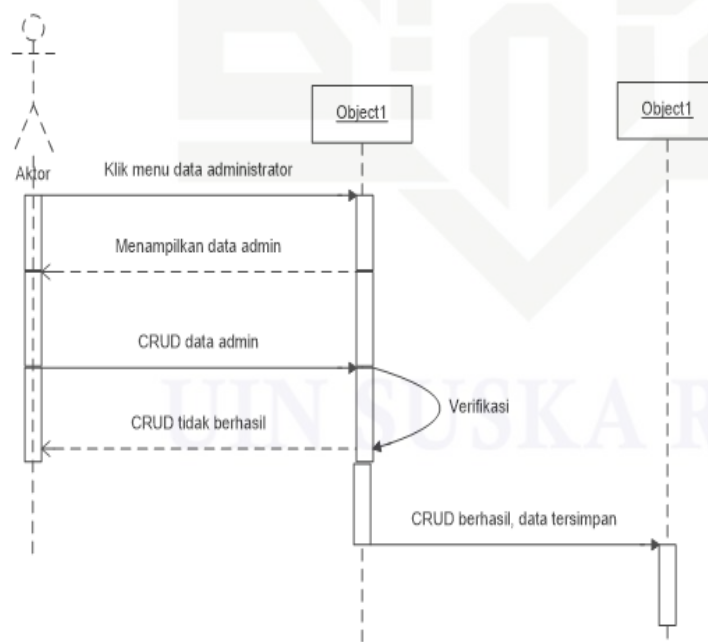 Object1
Object1
Aktor
Klik menu data administrator
Menampilkan data admin
CRUD data admin
Verifikasi
CRUD tidak berhasil
CRUD berhasil, data tersimpan
UIN SUSKA R